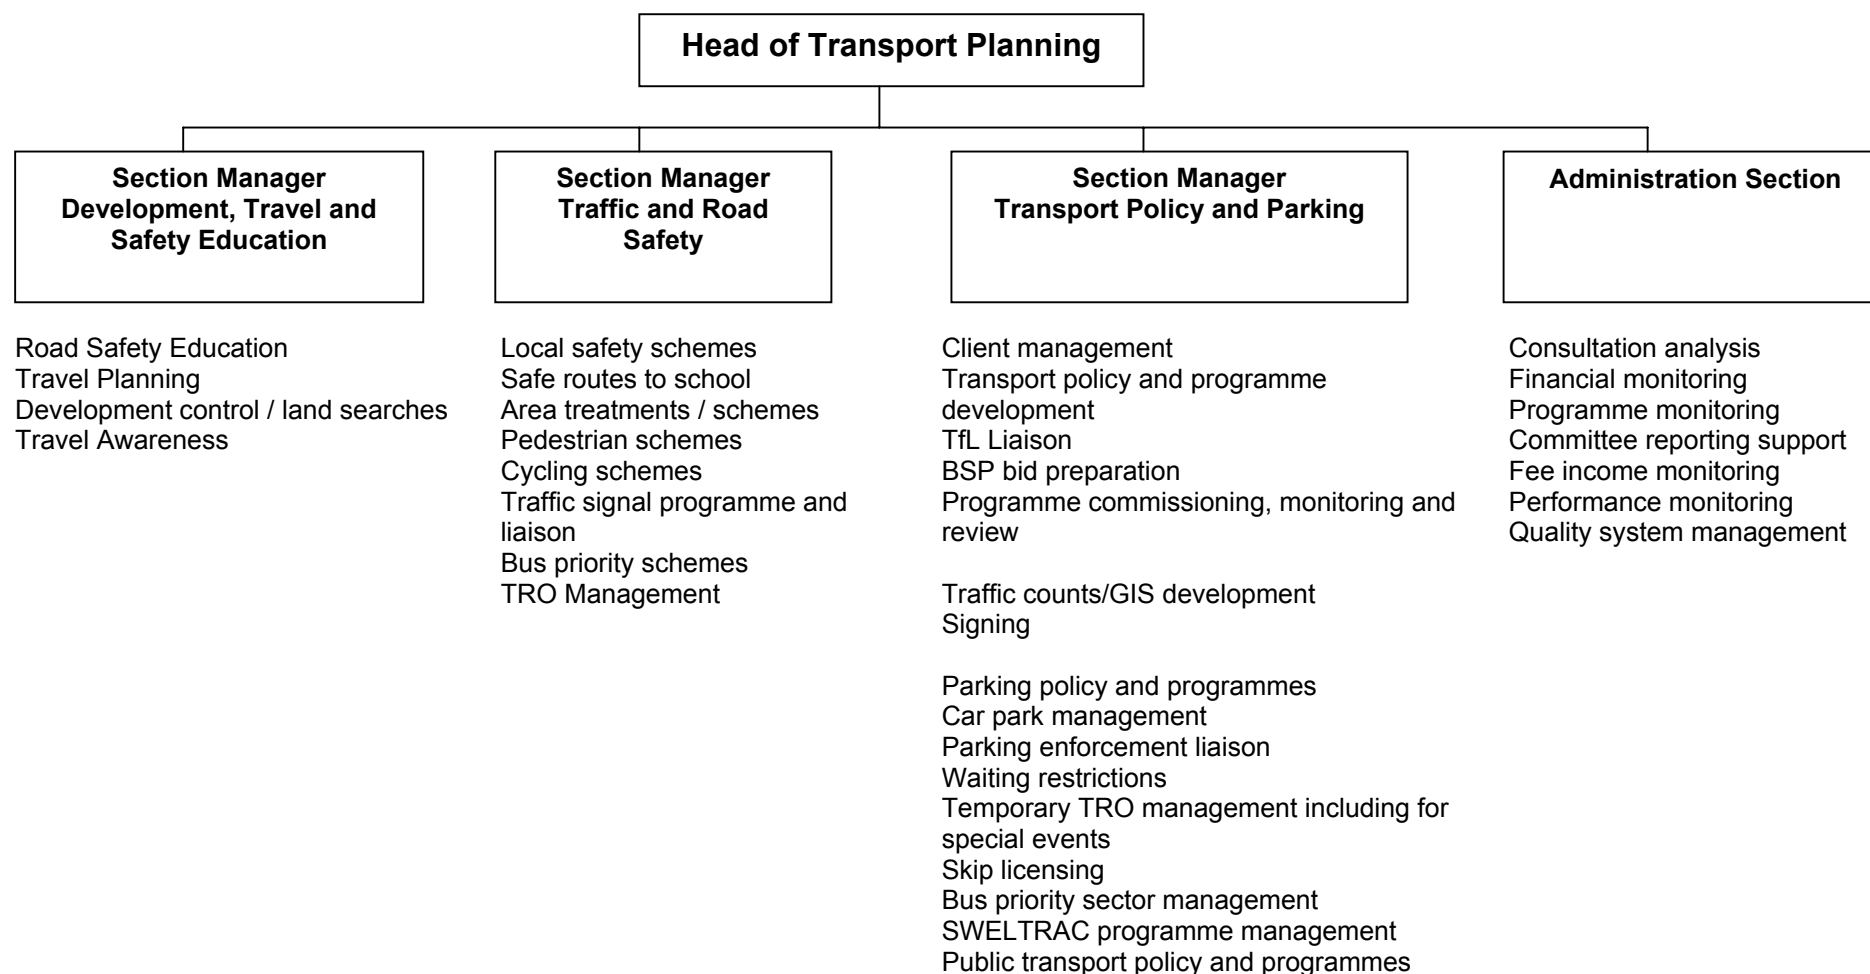 Head of Transport Planning
Section Manager
Development, Travel and
Safety Education
Section Manager
Traffic and Road
Safety
Section Manager
Transport Policy and Parking
Administration Section
Road Safety Education
Travel Planning
Development control / land searches
Travel Awareness
Local safety schemes
Safe routes to school
Area treatments / schemes
Pedestrian schemes
Cycling schemes
Traffic signal programme and
liaison
Bus priority schemes
TRO Management
Client management
Transport policy and programme
development
TfL Liaison
BSP bid preparation
Programme commissioning, monitoring and
review
Traffic counts/GIS development
Signing
Parking policy and programmes
Car park management
Parking enforcement liaison
Waiting restrictions
Temporary TRO management including for
special events
Skip licensing
Bus priority sector management
SWELTRAC programme management
Public transport policy and programmes
Consultation analysis
Financial monitoring
Programme monitoring
Committee reporting support
Fee income monitoring
Performance monitoring
Quality system management